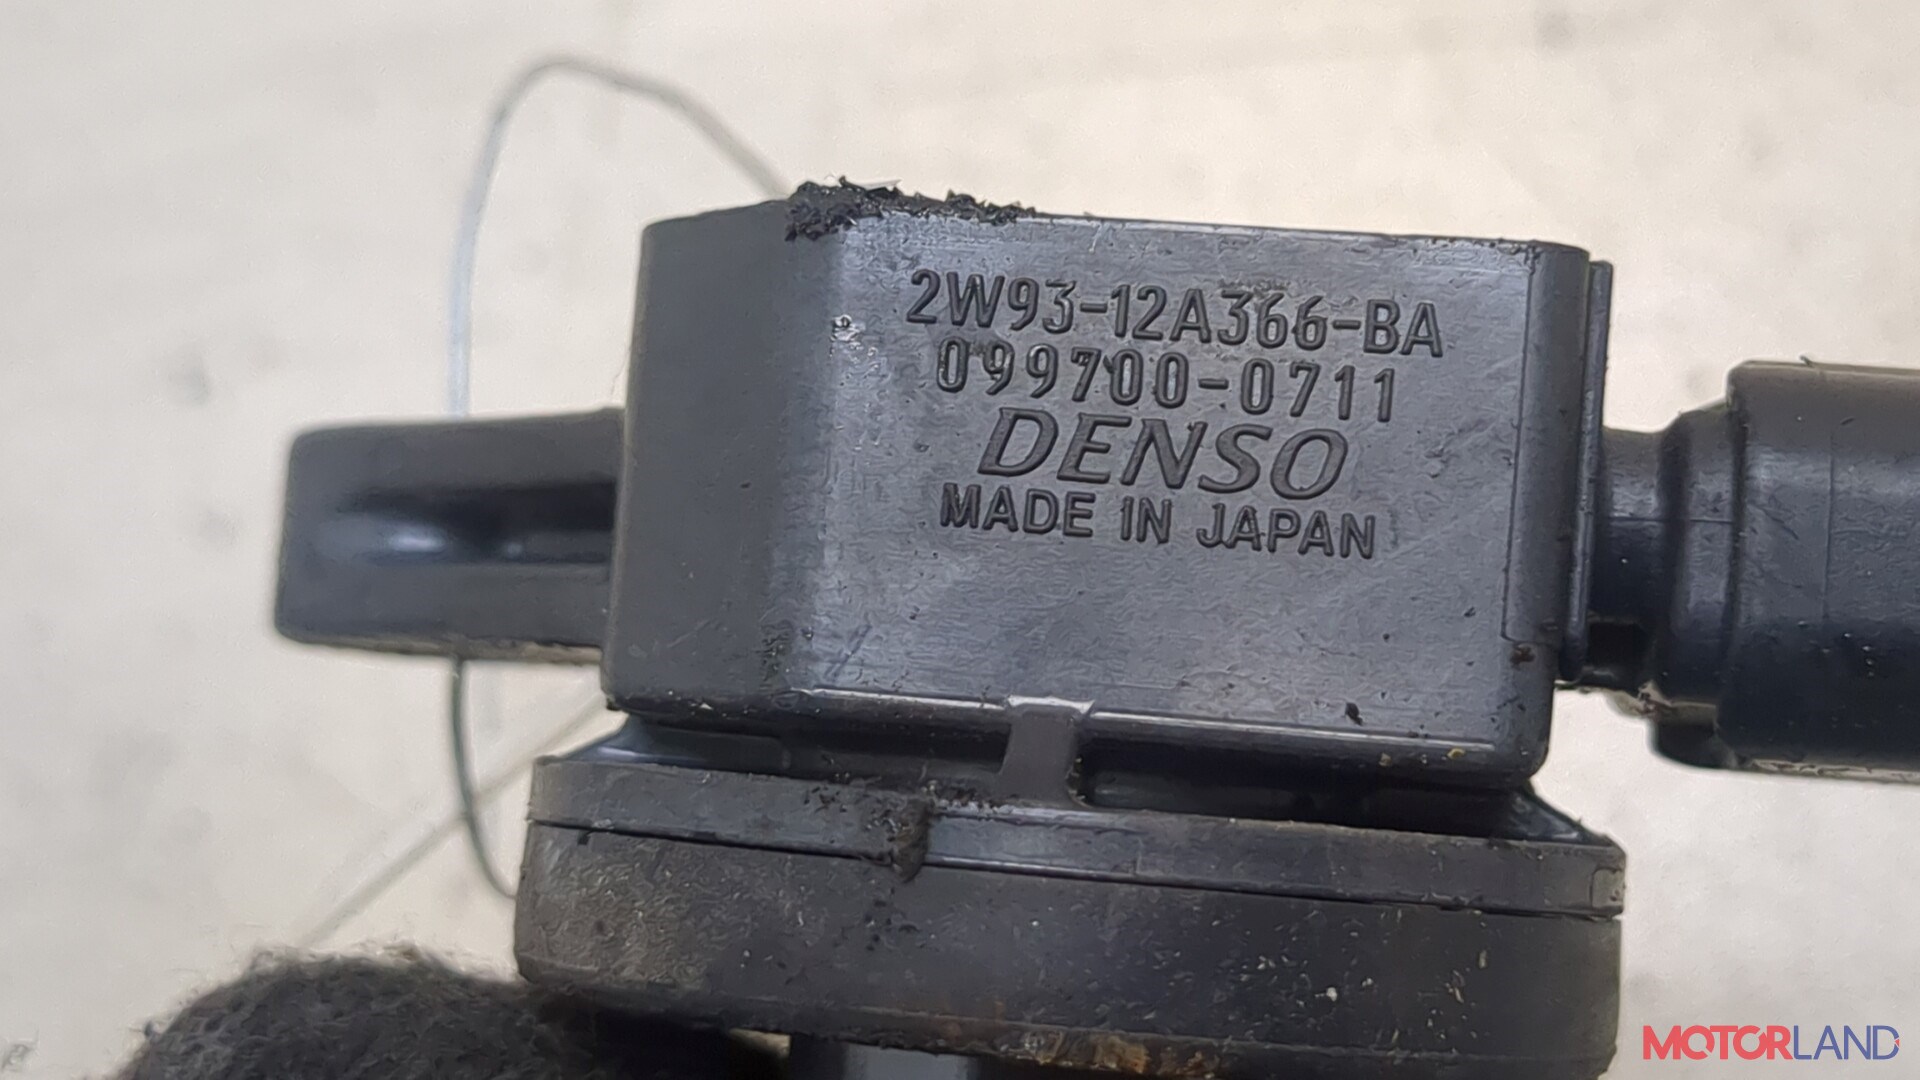 2W93-12A366-BA
099700-0711
DENSO
MADE IN JAPAN
MOTORLAND